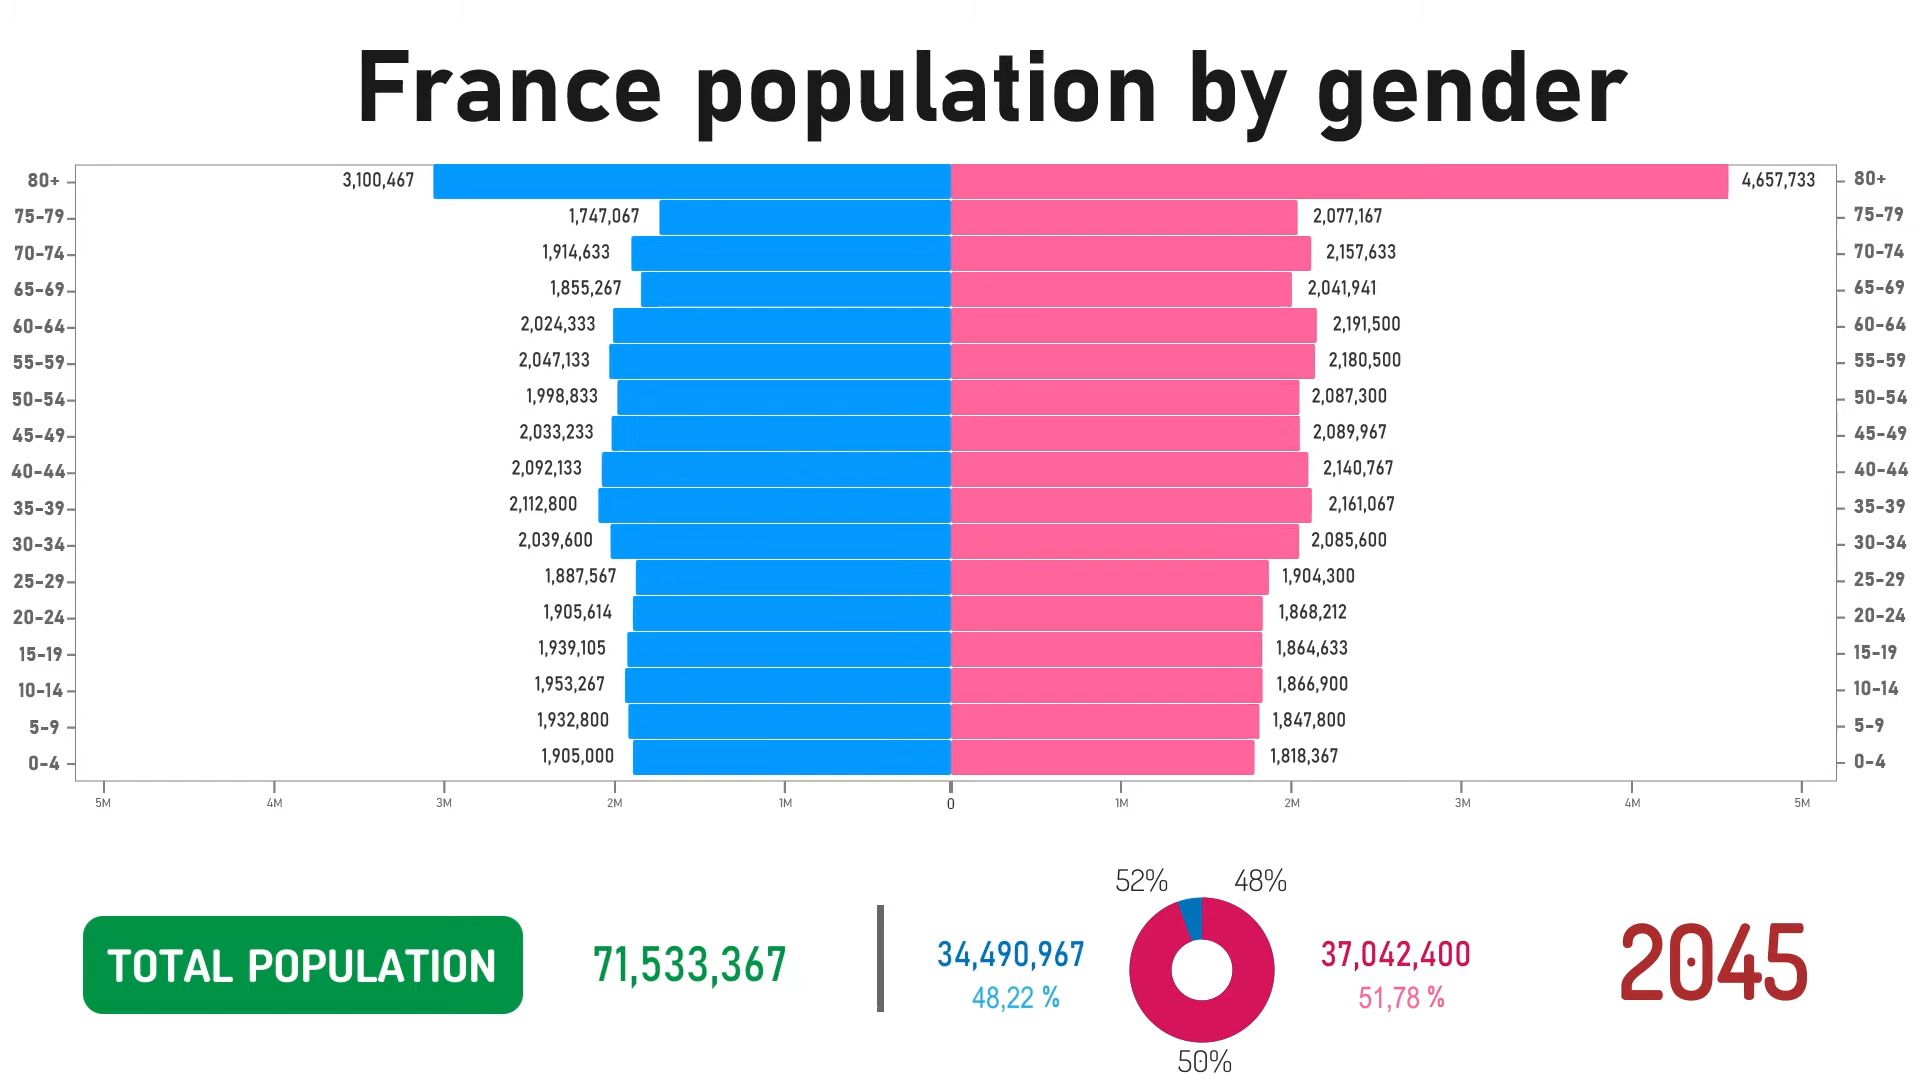 France population by gender
80+ 3,100,467 4,657,733 80+
75-79 1,747,067 2,077,167 75-79
70-74 1,914,633 2,157,633 70-74
65-69 1,855,267 2,041,941 65-69
60-64 2,024,333 2,191,500 60-64
55-59 2,047,133 2,180,500 55-59
50-54 1,998,833 2,087,300 50-54
45-49 2,033,233 2,089,967 45-49
40-44 2,092,133 2,140,767 40-44
35-39 2,112,800 2,161,067 35-39
30-34 2,039,600 2,085,600 30-34
25-29 1,887,567 1,904,300 25-29
20-24 1,905,614 1,868,212 20-24
15-19 1,939,105 1,864,633 15-19
10-14 1,953,267 1,866,900 10-14
5-9 1,932,800 1,847,800 5-9
0-4 1,905,000 1,818,367 0-4
5M 4M 3M 2M 1M 0 1M 2M 3M 4M 5M
52% 48%
TOTAL POPULATION 71,533,367 34,490,967 37,042,400 2045
48,22 % 51,78 %
50%